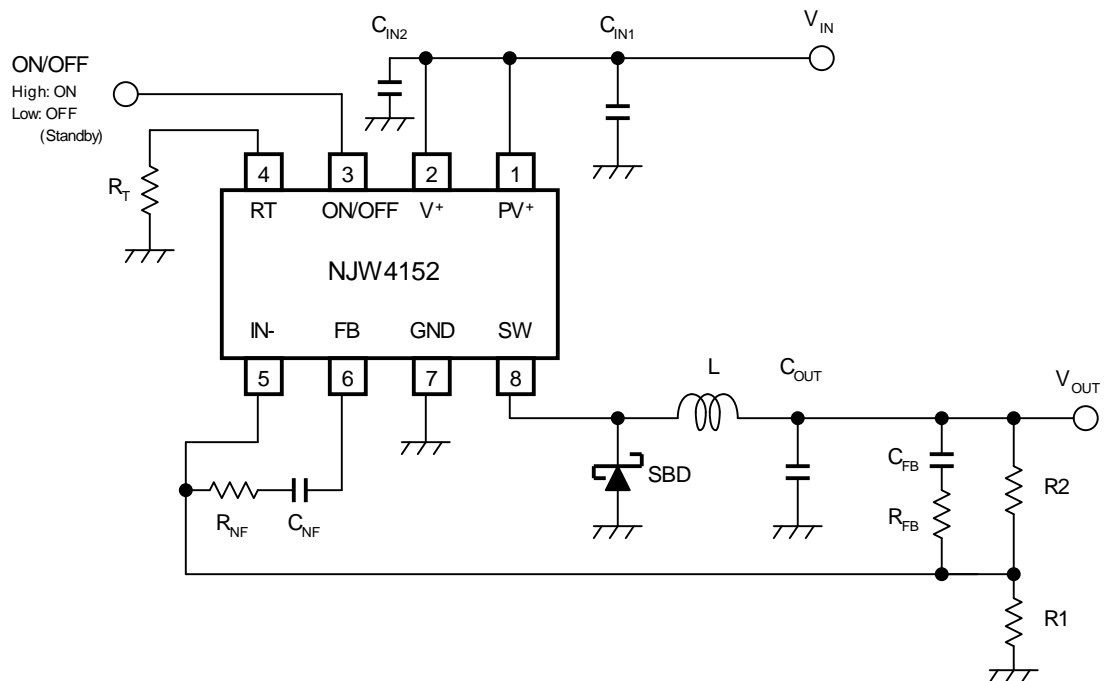 V_IN
C_IN2
C_IN1
ON/OFF
High: ON
Low: OFF
(Standby)
R_T
4
3
2
1
RT
ON/OFF
V⁺
PV⁺
NJW4152
IN-
FB
GND
SW
5
6
7
8
L
C_OUT
V_OUT
SBD
C_FB
R_FB
R2
R_NF
C_NF
R1